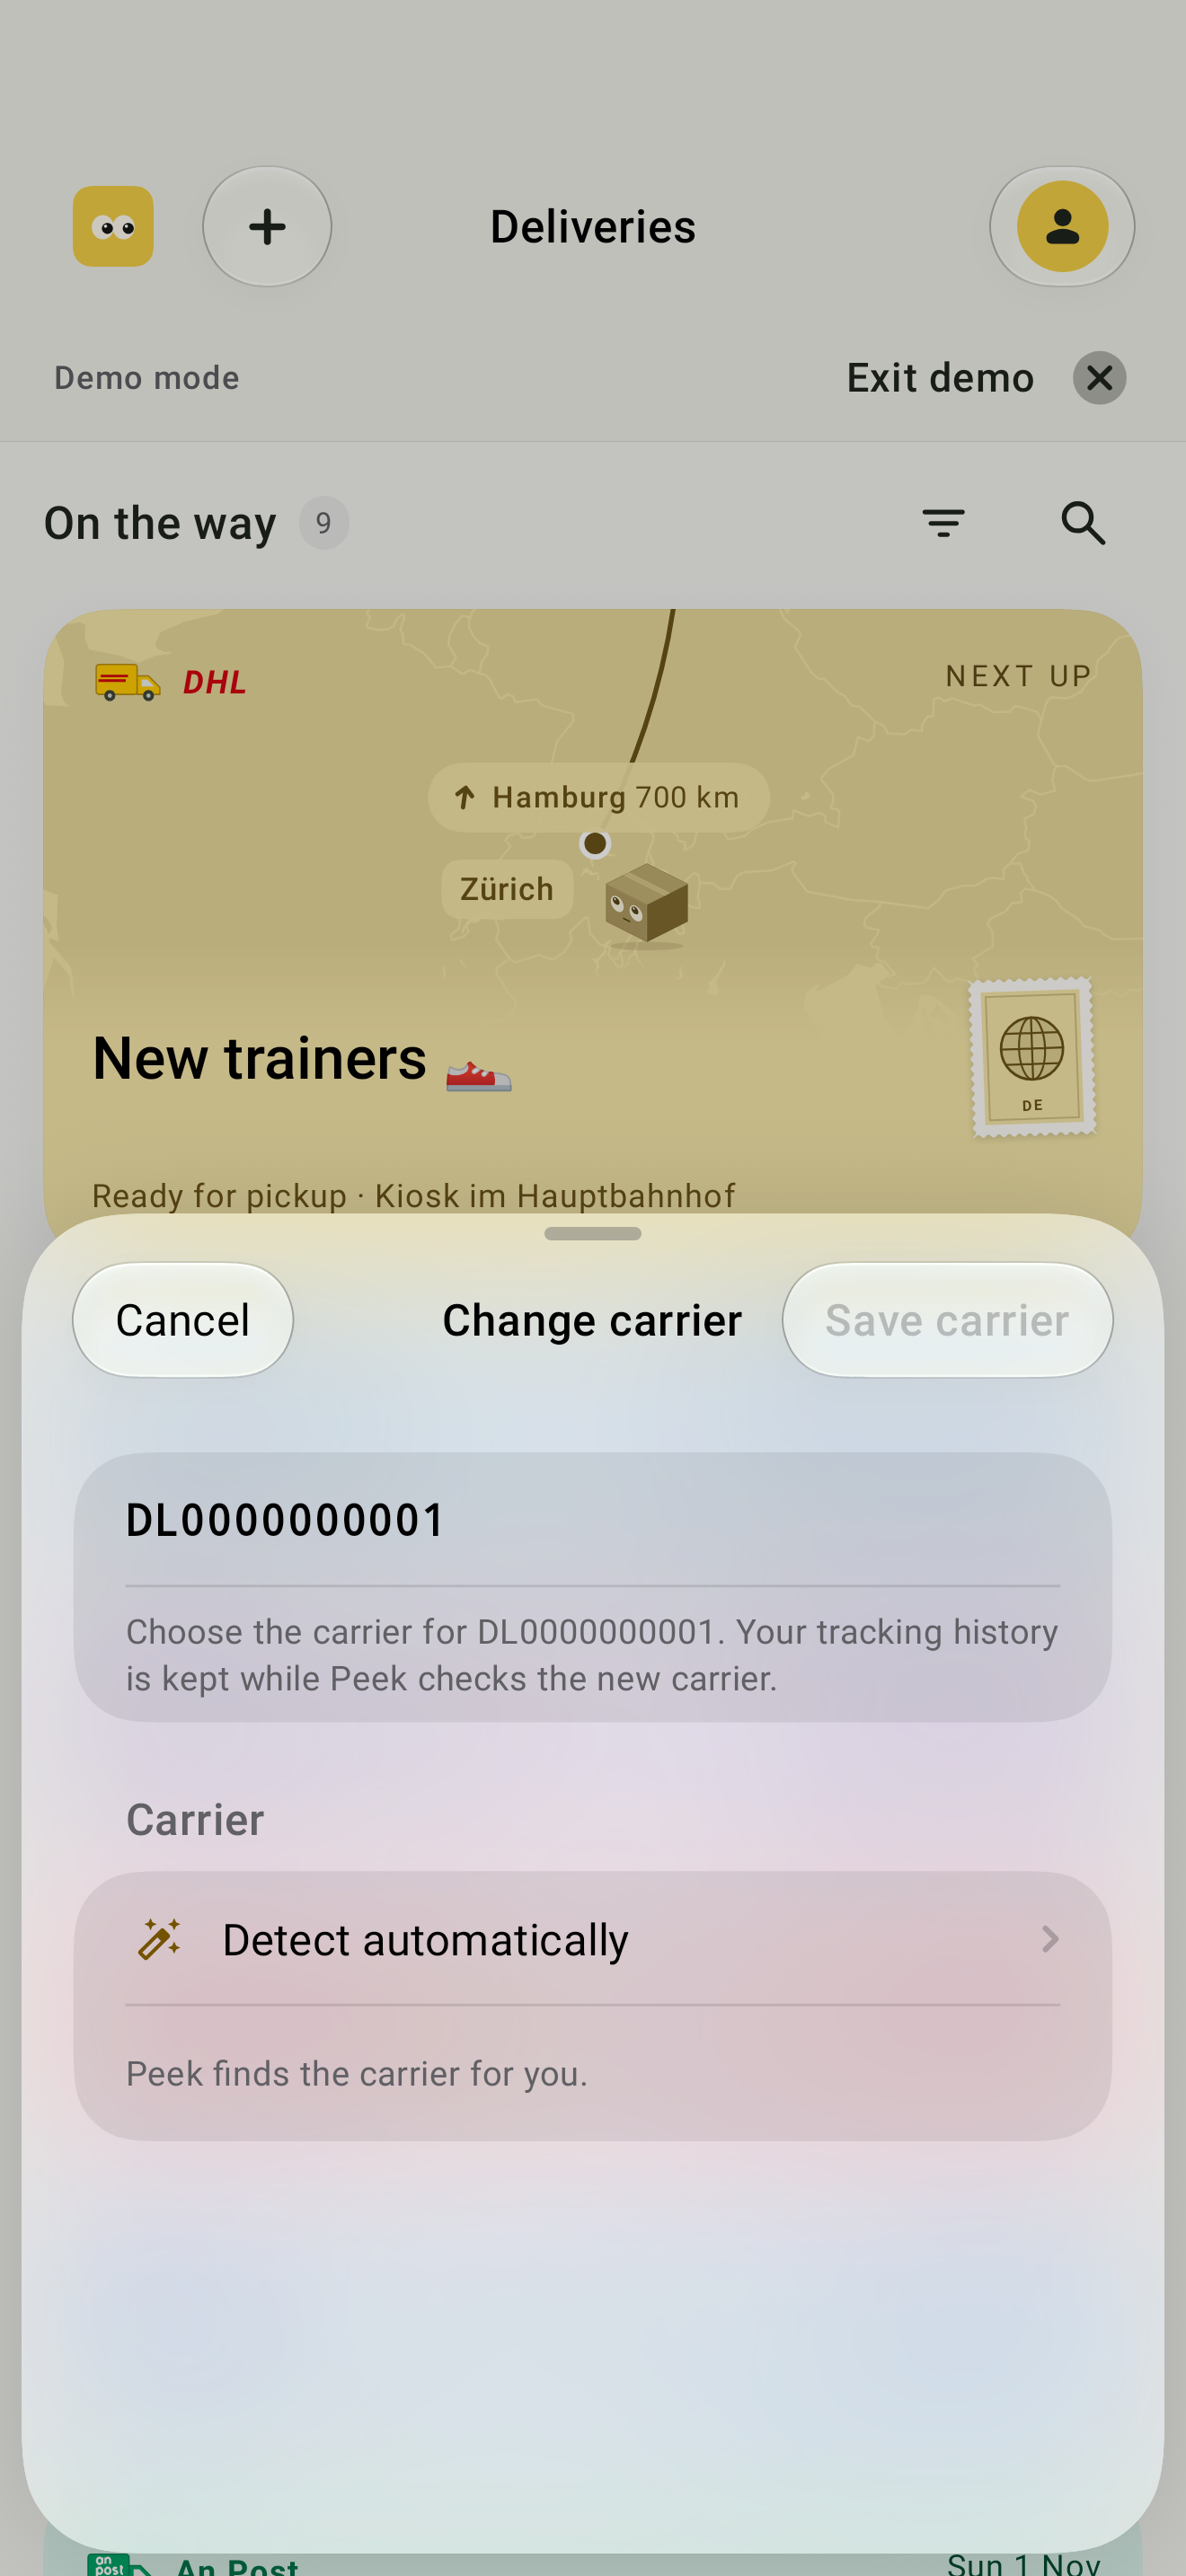 Deliveries
Demo mode
Exit demo
On the way 9
DHL
NEXT UP
Hamburg 700 km
Zürich
New trainers
DE
Ready for pickup · Kiosk im Hauptbahnhof
Cancel
Change carrier
Save carrier
DL0000000001
Choose the carrier for DL0000000001. Your tracking history
is kept while Peek checks the new carrier.
Carrier
Detect automatically
Peek finds the carrier for you.
an
post
An Post
Sun 1 Nov